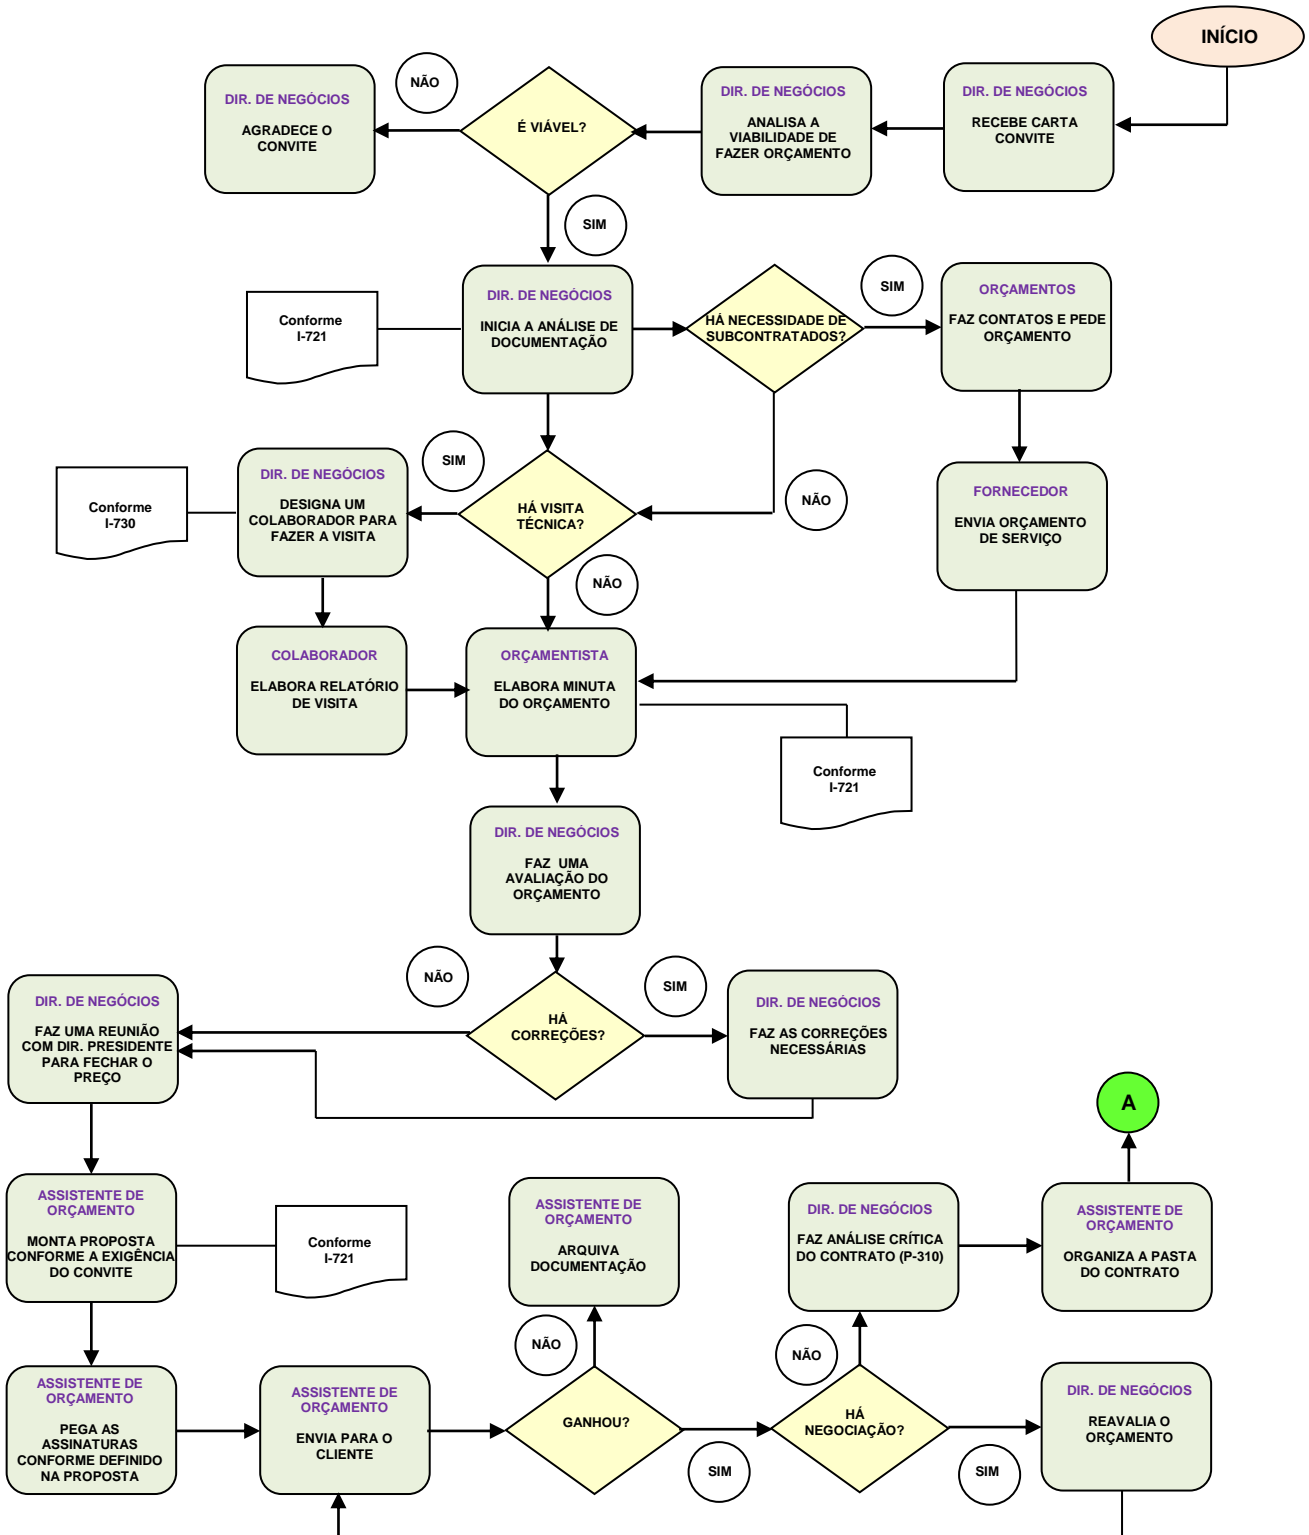 INÍCIO
DIR. DE NEGÓCIOS
RECEBE CARTA
CONVITE
DIR. DE NEGÓCIOS
ANALISA A
VIABILIDADE DE
FAZER ORÇAMENTO
É VIÁVEL?
NÃO
DIR. DE NEGÓCIOS
AGRADECE O
CONVITE
SIM
DIR. DE NEGÓCIOS
INICIA A ANÁLISE DE
DOCUMENTAÇÃO
Conforme
I-721
HÁ NECESSIDADE DE
SUBCONTRATADOS?
SIM
ORÇAMENTOS
FAZ CONTATOS E PEDE
ORÇAMENTO
NÃO
FORNECEDOR
ENVIA ORÇAMENTO
DE SERVIÇO
HÁ VISITA
TÉCNICA?
SIM
DIR. DE NEGÓCIOS
DESIGNA UM
COLABORADOR PARA
FAZER A VISITA
Conforme
I-730
NÃO
COLABORADOR
ELABORA RELATÓRIO
DE VISITA
ORÇAMENTISTA
ELABORA MINUTA
DO ORÇAMENTO
Conforme
I-721
DIR. DE NEGÓCIOS
FAZ UMA
AVALIAÇÃO DO
ORÇAMENTO
HÁ
CORREÇÕES?
NÃO
SIM
DIR. DE NEGÓCIOS
FAZ AS CORREÇÕES
NECESSÁRIAS
DIR. DE NEGÓCIOS
FAZ UMA REUNIÃO
COM DIR. PRESIDENTE
PARA FECHAR O
PREÇO
ASSISTENTE DE
ORÇAMENTO
MONTA PROPOSTA
CONFORME A EXIGÊNCIA
DO CONVITE
Conforme
I-721
ASSISTENTE DE
ORÇAMENTO
PEGA AS
ASSINATURAS
CONFORME DEFINIDO
NA PROPOSTA
ASSISTENTE DE
ORÇAMENTO
ENVIA PARA O
CLIENTE
GANHOU?
NÃO
ASSISTENTE DE
ORÇAMENTO
ARQUIVA
DOCUMENTAÇÃO
SIM
HÁ
NEGOCIAÇÃO?
NÃO
DIR. DE NEGÓCIOS
FAZ ANÁLISE CRÍTICA
DO CONTRATO (P-310)
ASSISTENTE DE
ORÇAMENTO
ORGANIZA A PASTA
DO CONTRATO
A
SIM
DIR. DE NEGÓCIOS
REAVALIA O
ORÇAMENTO